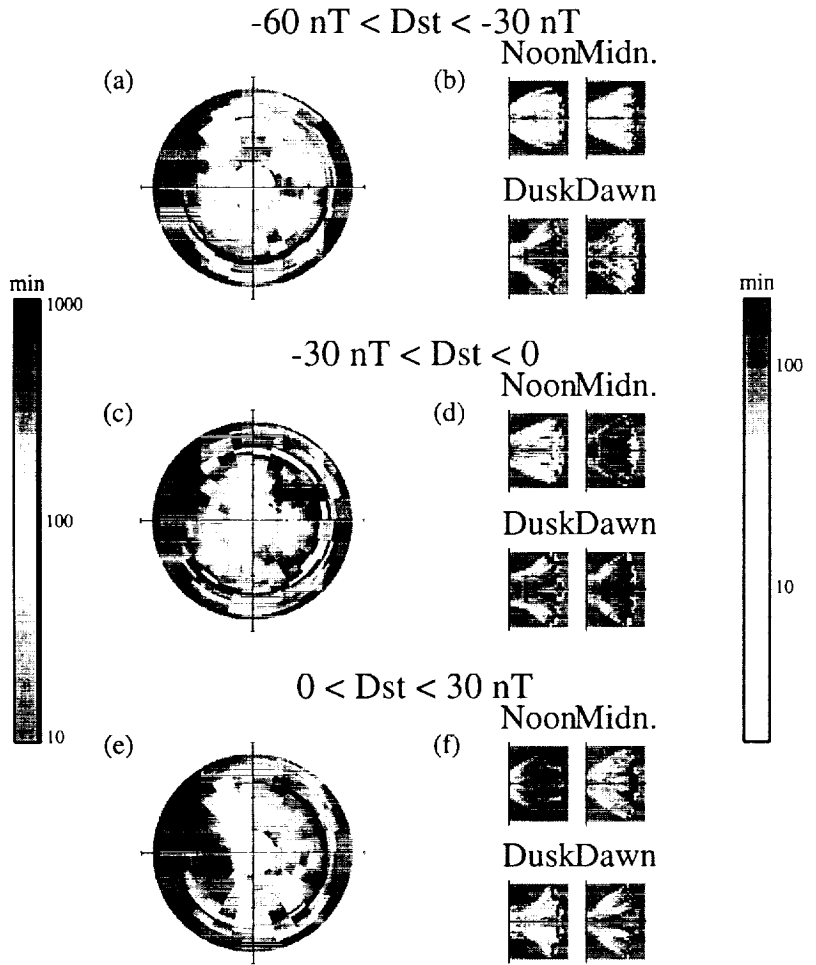 -60 nT < Dst < -30 nT
(a)
(b)
NoonMidn.
DuskDawn
min
1000
100
10
min
100
10
-30 nT < Dst < 0
(c)
(d)
NoonMidn.
DuskDawn
0 < Dst < 30 nT
(e)
(f)
NoonMidn.
DuskDawn